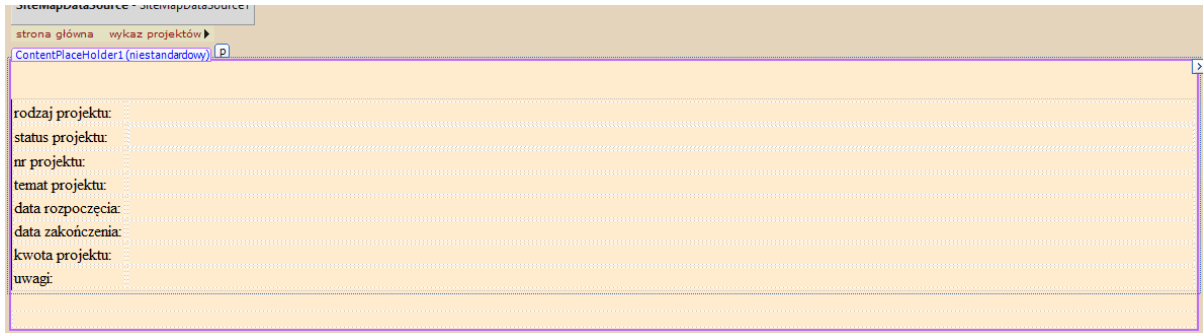 SiteMapDataSource - SiteMapDataSource1
strona główna wykaz projektów
ContentPlaceHolder1 (niestandardowy) p
rodzaj projektu:
status projektu:
nr projektu:
temat projektu:
data rozpoczęcia:
data zakończenia:
kwota projektu:
uwagi: